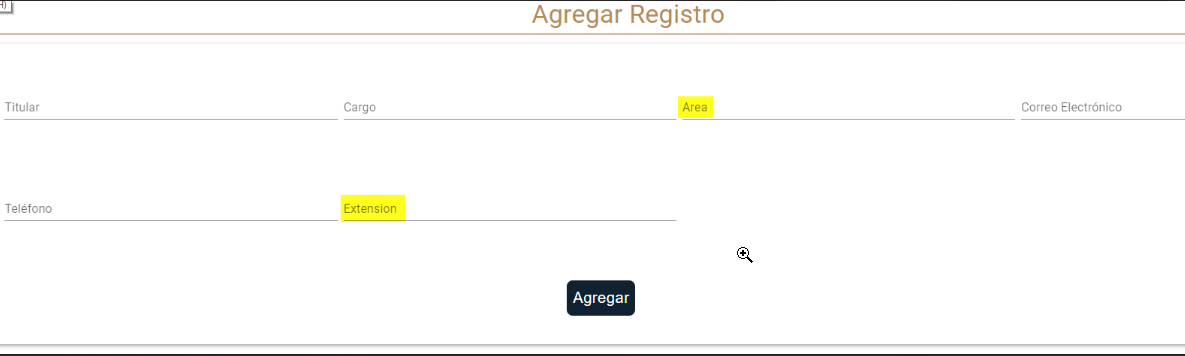 Agregar Registro
Titular
Cargo
Area
Correo Electrónico
Teléfono
Extension
Agregar